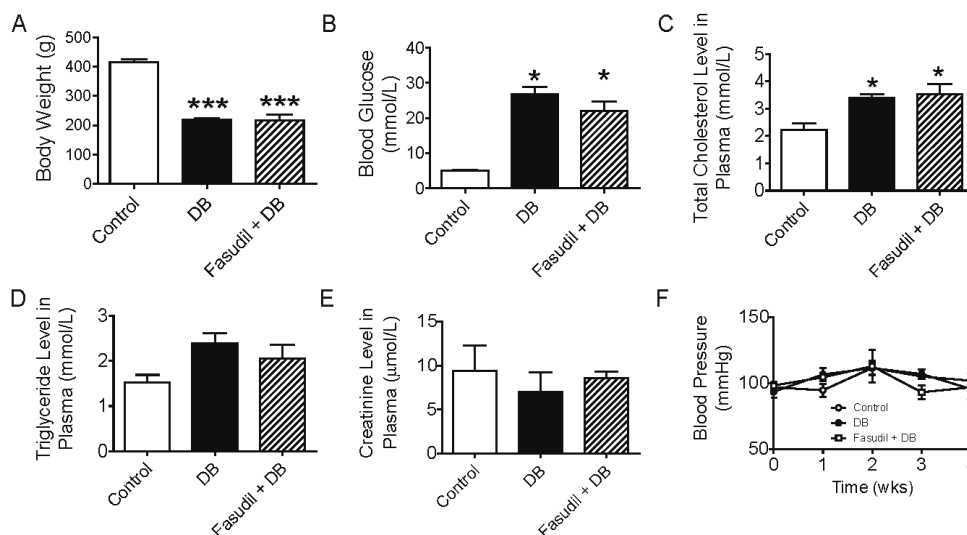 A
Body Weight (g)
500
400
300
200
100
0
***
***
Control
DB
Fasudil + DB
B
Blood Glucose
(mmol/L)
40
30
20
10
0
*
*
Control
DB
Fasudil + DB
C
Total Cholesterol Level in
Plasma (mmol/L)
5
4
3
2
1
0
*
*
Control
DB
Fasudil + DB
D
Triglyceride Level in
Plasma (mmol/L)
3
2
1
0
Control
DB
Fasudil + DB
E
Creatinine Level in
Plasma (μmol/L)
15
10
5
0
Control
DB
Fasudil + DB
F
Blood Pressure
(mmHg)
150
100
50
Control
DB
Fasudil + DB
0 1 2 3
Time (wks)